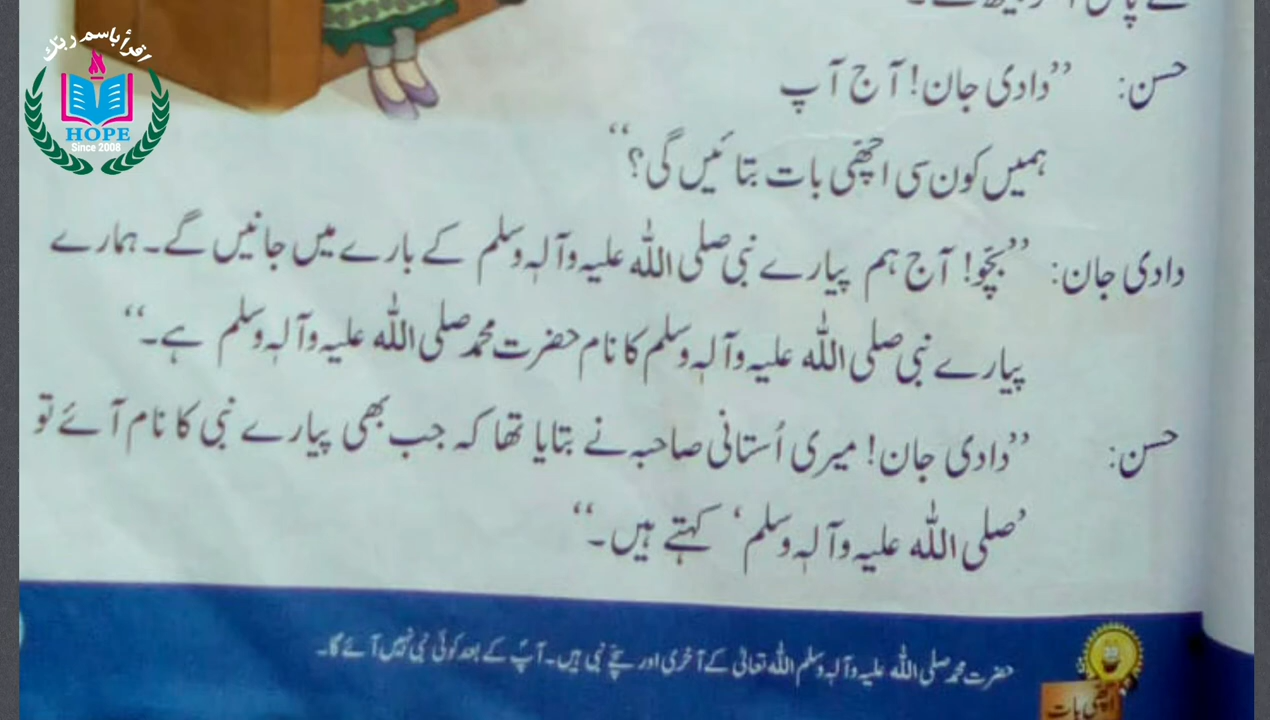 کے پاس
اقرأ باسم ربك
HOPE
Since 2008
حسن: ”دادی جان! آج آپ
ہمیں کون سی اچھی بات بتائیں گی؟“
دادی جان: ”بچّو! آج ہم پیارے نبی صلی اللہ علیہ وآلہٖ وسلم کے بارے میں جانیں گے۔ ہمارے
پیارے نبی صلی اللہ علیہ وآلہٖ وسلم کا نام حضرت محمد صلی اللہ علیہ وآلہٖ وسلم ہے۔“
حسن: ”دادی جان! میری اُستانی صاحبہ نے بتایا تھا کہ جب بھی پیارے نبی کا نام آئے تو
’صلی اللہ علیہ وآلہٖ وسلم‘ کہتے ہیں۔“
حضرت محمد صلی اللہ علیہ وآلہٖ وسلم اللہ تعالیٰ کے آخری اور سچّے نبی ہیں۔ آپؐ کے بعد کوئی نبی نہیں آئے گا۔
اچھی بات